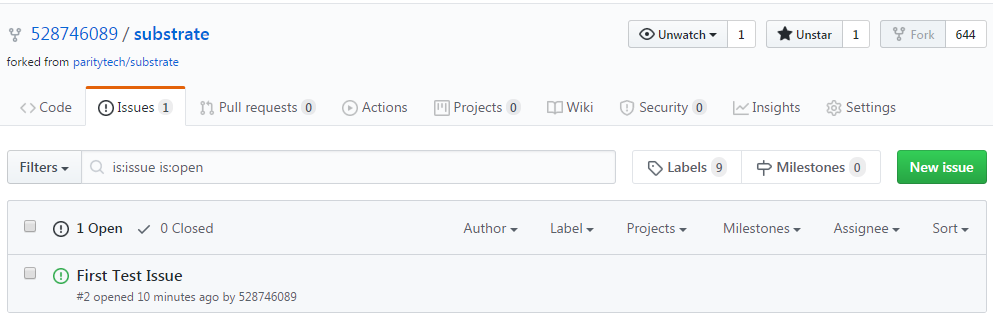 528746089 / substrate
Unwatch 1 Unstar 1 Fork 644
forked from paritytech/substrate
Code Issues 1 Pull requests 0 Actions Projects 0 Wiki Security 0 Insights Settings
Filters is:issue is:open Labels 9 Milestones 0 New issue
1 Open 0 Closed Author Label Projects Milestones Assignee Sort
First Test Issue
#2 opened 10 minutes ago by 528746089